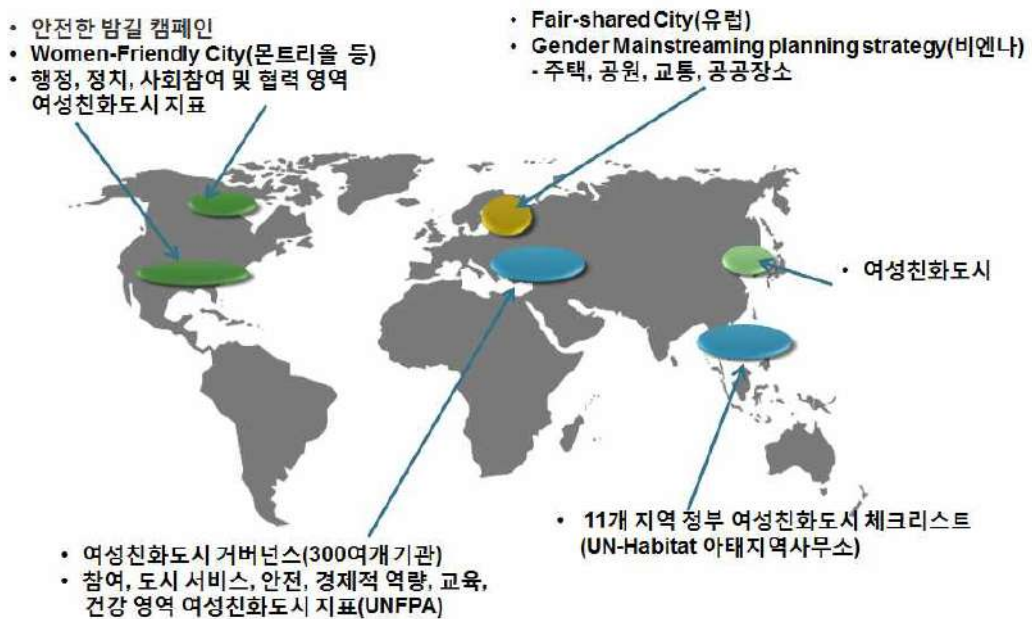 • 안전한 밤길 캠페인
• Women-Friendly City(몬트리올 등)
• 행정, 정치, 사회참여 및 협력 영역
여성친화도시 지표
• Fair-shared City(유럽)
• Gender Mainstreaming planning strategy(비엔나)
- 주택, 공원, 교통, 공공장소
• 여성친화도시
• 11개 지역 정부 여성친화도시 체크리스트
(UN-Habitat 아태지역사무소)
• 여성친화도시 거버넌스(300여개 기관)
• 참여, 도시 서비스, 안전, 경제적 역량, 교육,
건강 영역 여성친화도시 지표(UNFPA)